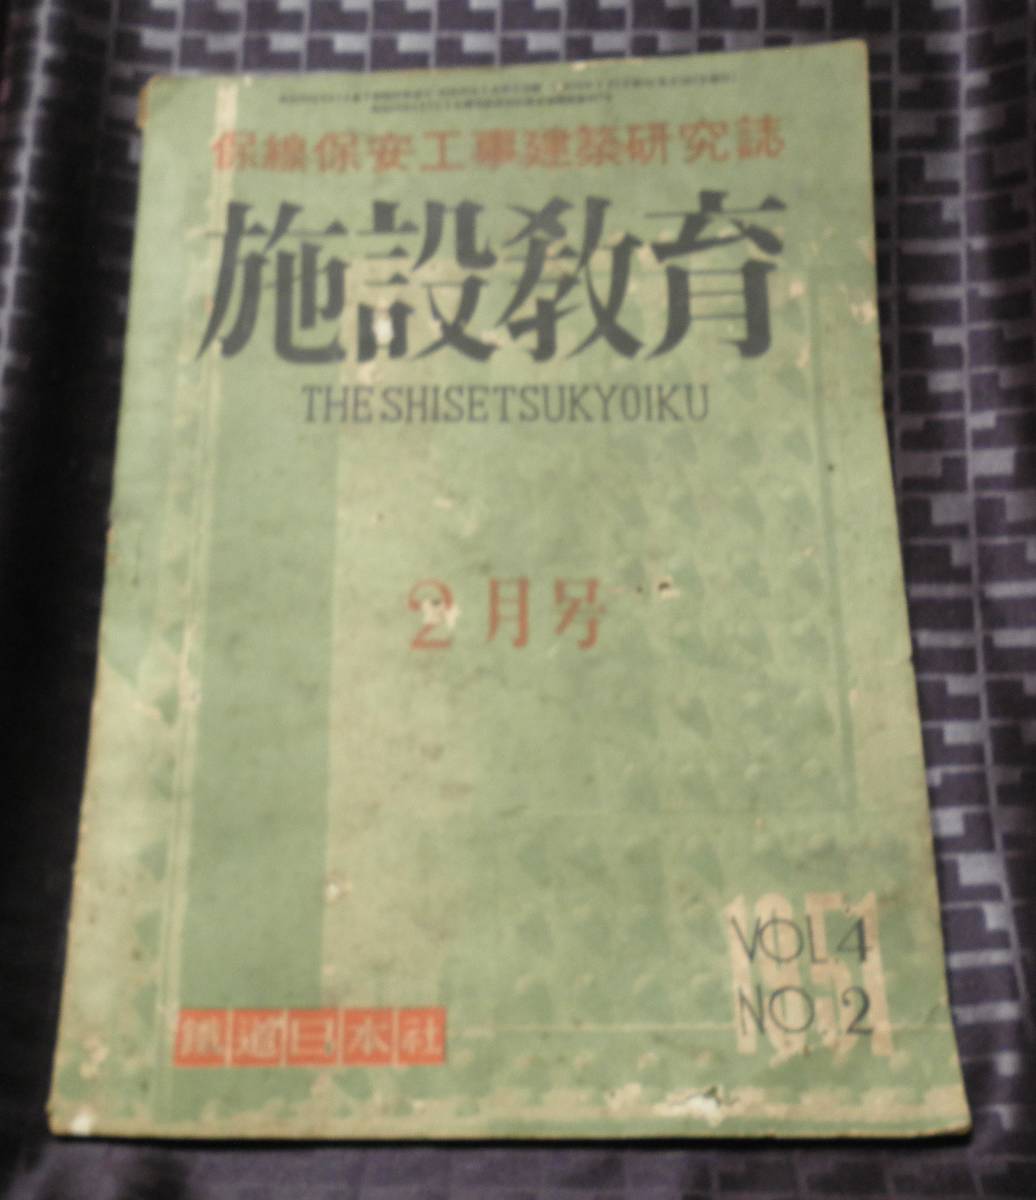 保線保安工事建築研究誌
施設教育
THE SHISETSUKYOIKU
2月号
1951
VOL.4
NO.2
鉄道日本社